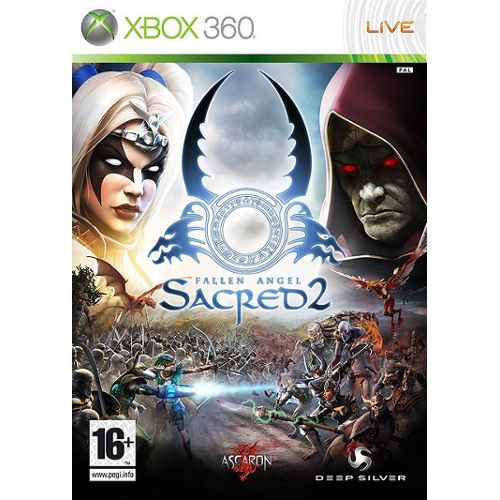 XBOX 360
LIVE
PAL
FALLEN ANGEL
SACRED 2
16+
www.pegi.info
ASCARON
DEEP SILVER